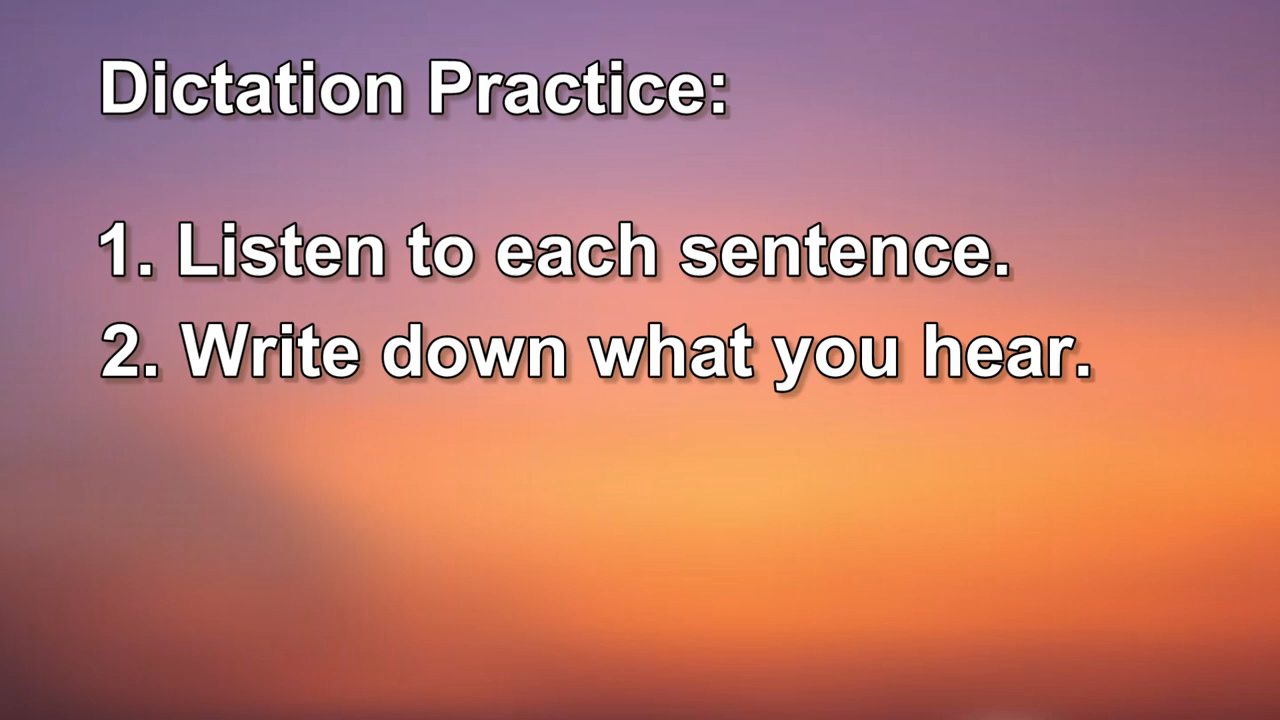 Dictation Practice:
1. Listen to each sentence.
2. Write down what you hear.